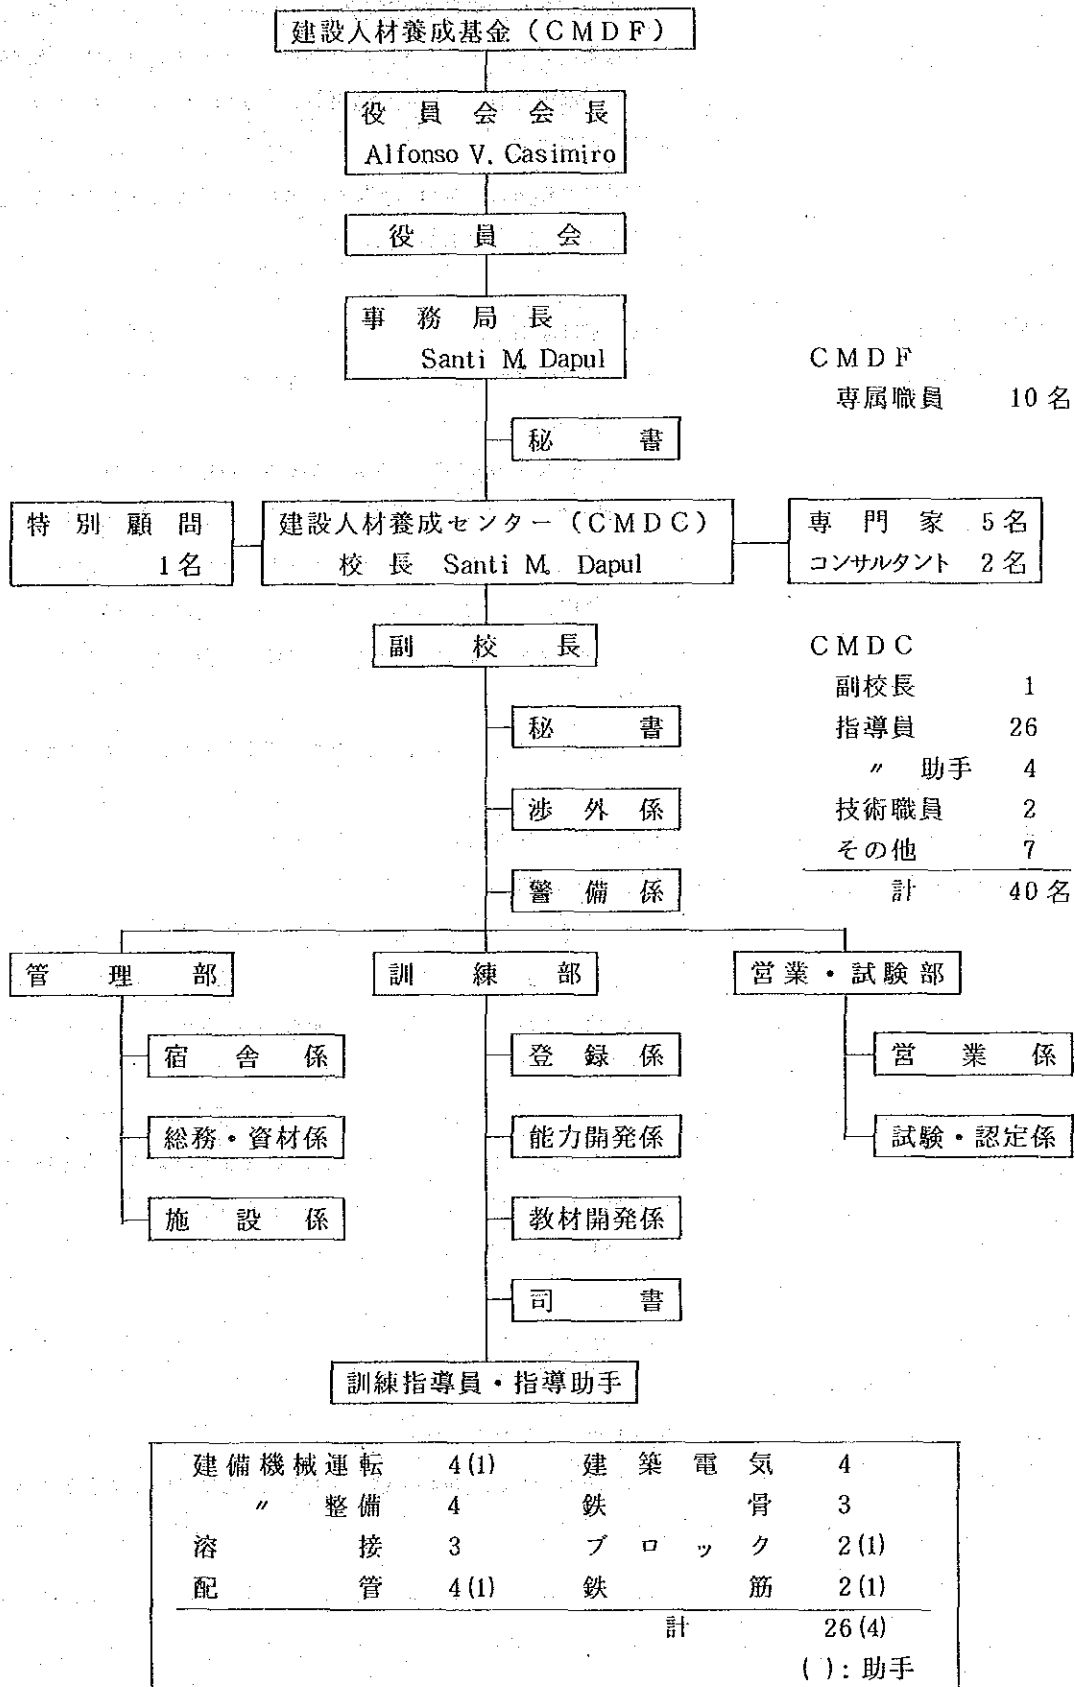 建設人材養成基金（CMDF）
役員会会長
Alfonso V. Casimiro
役員会
事務局長
Santi M. Dapul
CMDF
専属職員 10名
秘書
特別顧問
1名
建設人材養成センター（CMDC）
校長 Santi M. Dapul
専門家 5名
コンサルタント 2名
副校長
CMDC
副校長 1
指導員 26
〃 助手 4
技術職員 2
その他 7
計 40名
秘書
渉外係
警備係
管理部
訓練部
営業・試験部
宿舎係
登録係
営業係
総務・資材係
能力開発係
試験・認定係
施設係
教材開発係
司書
訓練指導員・指導助手
建備機械運転 4(1) 建築電気 4
〃 整備 4 鉄骨 3
溶接 3 ブロック 2(1)
配管 4(1) 鉄筋 2(1)
計 26(4)
( ): 助手